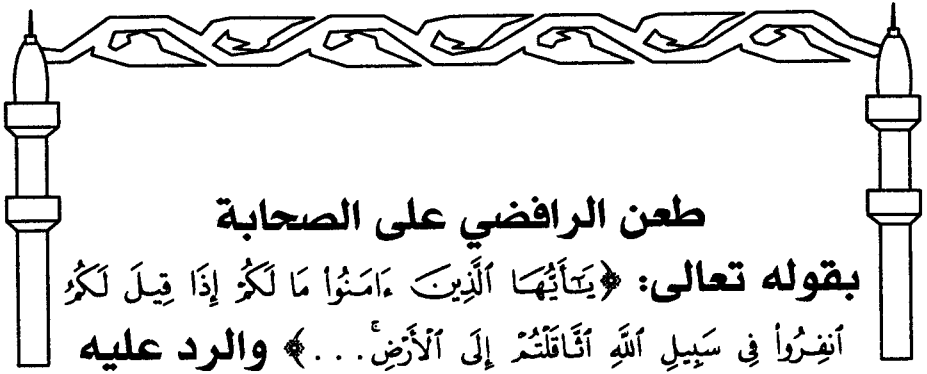 طعن الرافضي على الصحابة
بقوله تعالى: ﴿يَـٰٓأَيُّهَا ٱلَّذِينَ ءَامَنُوا۟ مَا لَكُمْ إِذَا قِيلَ لَكُمُ
ٱنفِرُوا۟ فِى سَبِيلِ ٱللَّهِ ٱثَّاقَلْتُمْ إِلَى ٱلْأَرْضِ ۚ...﴾ والرد عليه